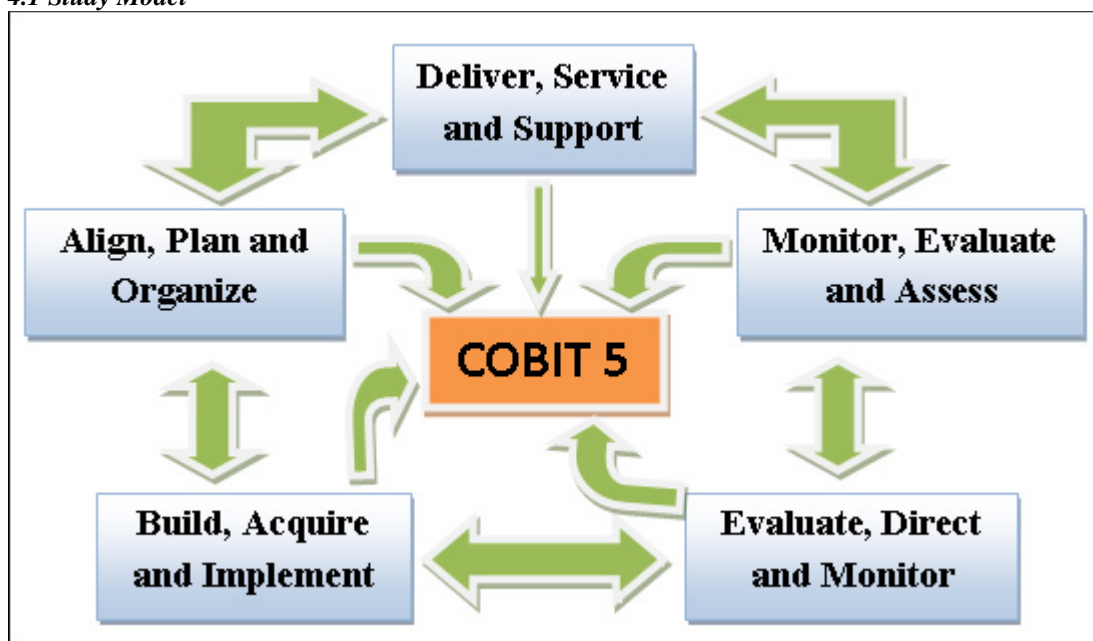 4.1 Study Model
Deliver, Service
and Support
Align, Plan and
Organize
Monitor, Evaluate
and Assess
COBIT 5
Build, Acquire
and Implement
Evaluate, Direct
and Monitor